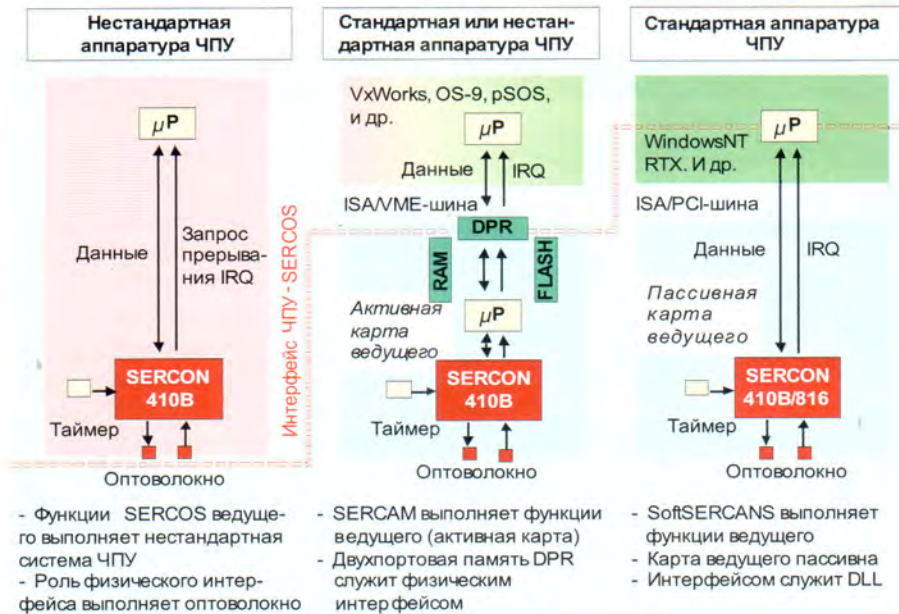 Нестандартная
аппаратура ЧПУ
µP
Данные
Запрос
прерыва-
ния IRQ
SERCON
410B
Таймер
Оптоволокно
- Функции SERCOS ведуще-
го выполняет нестандартная
система ЧПУ
- Роль физического интер-
фейса выполняет оптоволокно
Интерфейс ЧПУ - SERCOS
Стандартная или нестан-
дартная аппаратура ЧПУ
VxWorks, OS-9, pSOS,
и др.
µP
Данные
IRQ
ISA/VME-шина
DPR
RAM
FLASH
µP
Активная
карта
ведущего
SERCON
410B
Таймер
Оптоволокно
- SERCAM выполняет функции
ведущего (активная карта)
- Двухпортовая память DPR
служит физическим
интерфейсом
Стандартная аппаратура
ЧПУ
µP
WindowsNT
RTX. И др.
ISA/PCI-шина
Данные
IRQ
Пассивная
карта
ведущего
SERCON
410B/816
Таймер
Оптоволокно
- SoftSERCANS выполняет
функции ведущего
- Карта ведущего пассивна
- Интерфейсом служит DLL